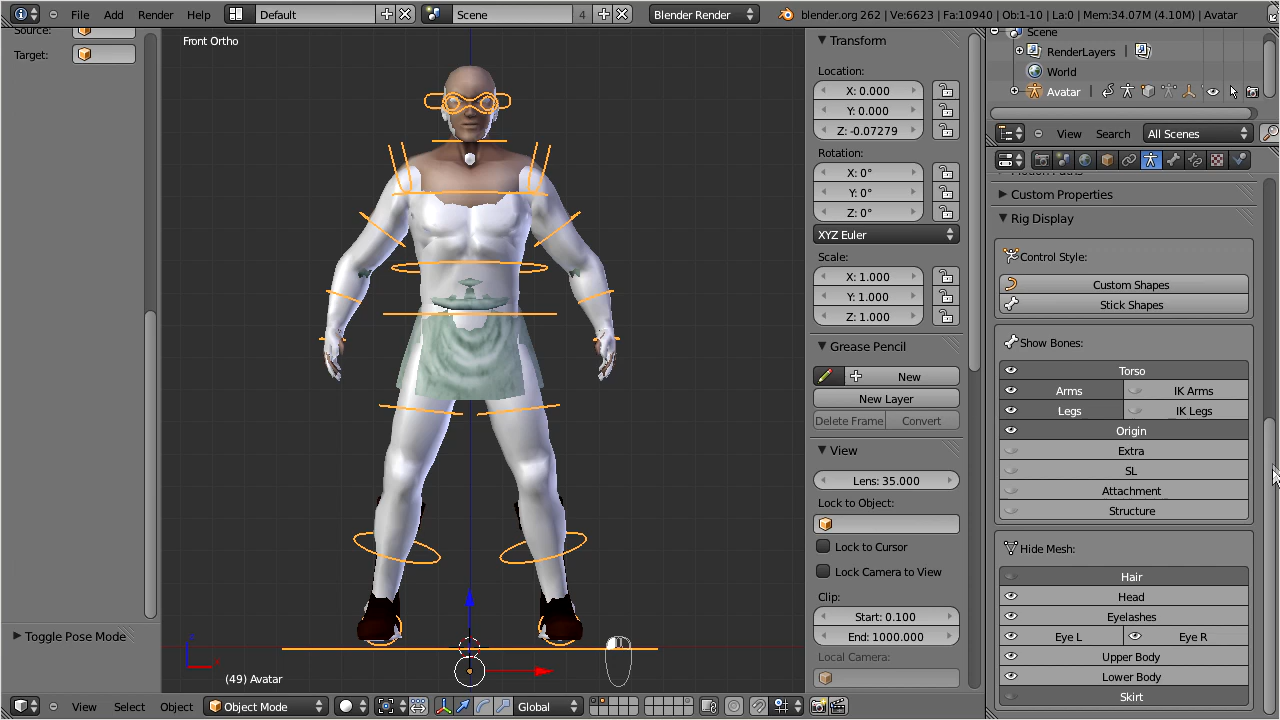 File Add Render Help Default Scene 4 Blender Render blender.org 262 | Ve:6623 | Fa:10940 | Ob:1-10 | La:0 | Mem:34.07M (4.10M) | Avatar
Source:
Target:
Toggle Pose Mode
Front Ortho
(49) Avatar
View Select Object Object Mode Global
Transform
Location:
X: 0.000
Y: 0.000
Z: -0.07279
Rotation:
X: 0°
Y: 0°
Z: 0°
XYZ Euler
Scale:
X: 1.000
Y: 1.000
Z: 1.000
Grease Pencil
New
New Layer
Delete Frame Convert
View
Lens: 35.000
Lock to Object:
Lock to Cursor
Lock Camera to View
Clip:
Start: 0.100
End: 1000.000
Local Camera:
Scene
RenderLayers
World
Avatar
View Search All Scenes
Custom Properties
Rig Display
Control Style:
Custom Shapes
Stick Shapes
Show Bones:
Torso
Arms IK Arms
Legs IK Legs
Origin
Extra
SL
Attachment
Structure
Hide Mesh:
Hair
Head
Eyelashes
Eye L Eye R
Upper Body
Lower Body
Skirt